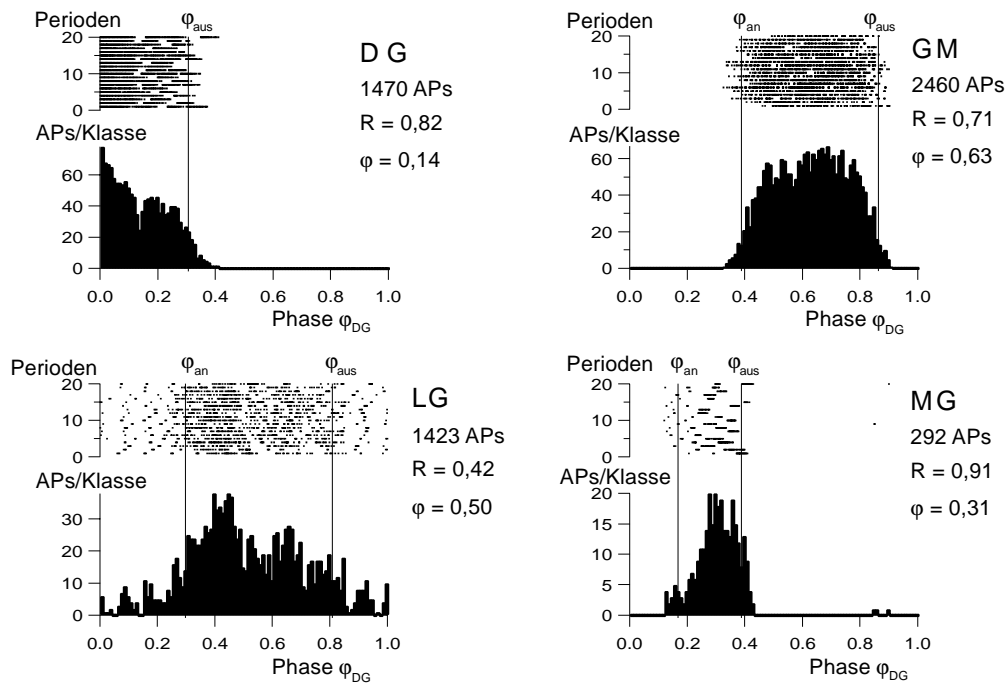 Perioden
φaus
20
10
0
DG
1470 APs
R = 0,82
φ = 0,14
APs/Klasse
60
40
20
0
0.0 0.2 0.4 0.6 0.8 1.0
Phase φDG
Perioden
φan φaus
20
10
0
GM
2460 APs
R = 0,71
φ = 0,63
APs/Klasse
60
40
20
0
0.0 0.2 0.4 0.6 0.8 1.0
Phase φDG
Perioden
φan φaus
20
10
0
LG
1423 APs
R = 0,42
φ = 0,50
APs/Klasse
30
20
10
0
0.0 0.2 0.4 0.6 0.8 1.0
Phase φDG
Perioden
φan φaus
20
10
0
MG
292 APs
R = 0,91
φ = 0,31
APs/Klasse
20
15
10
5
0
0.0 0.2 0.4 0.6 0.8 1.0
Phase φDG